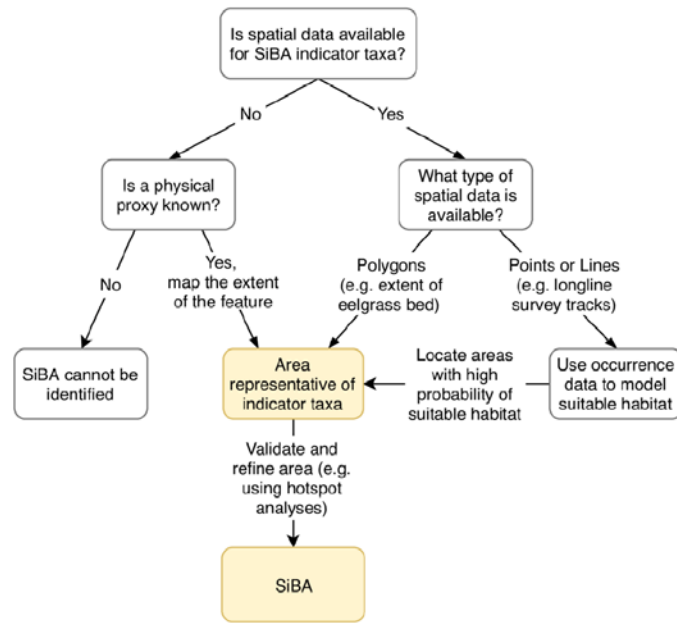 Is spatial data available
for SiBA indicator taxa?
No
Yes
Is a physical
proxy known?
What type of
spatial data is
available?
No
Yes,
map the extent
of the feature
Polygons
(e.g. extent of
eelgrass bed)
Points or Lines
(e.g. longline
survey tracks)
SiBA cannot be
identified
Area
representative of
indicator taxa
Locate areas
with high
probability of
suitable habitat
Use occurrence
data to model
suitable habitat
Validate and
refine area (e.g.
using hotspot
analyses)
SiBA